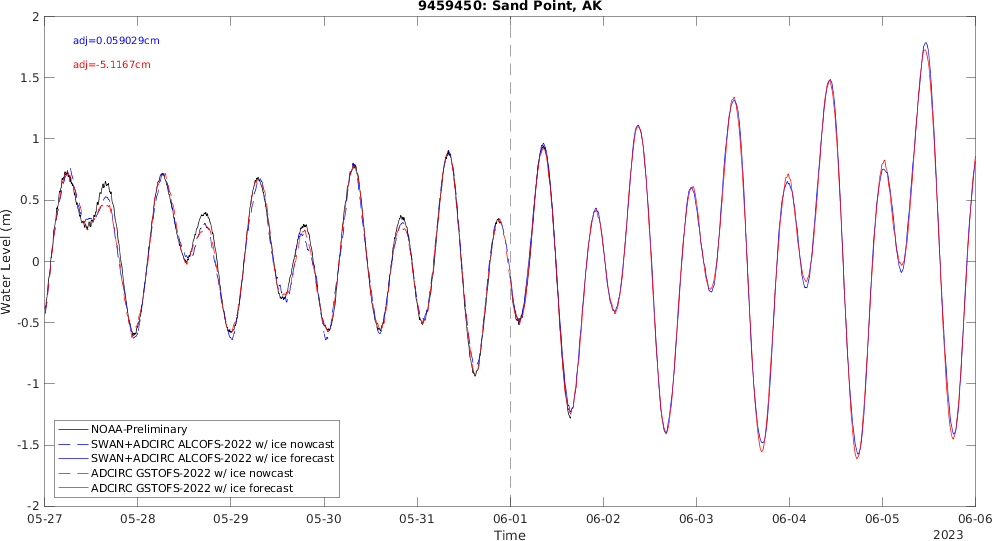 9459450: Sand Point, AK
adj=0.059029cm
adj=-5.1167cm
2
1.5
1
0.5
0
-0.5
-1
-1.5
-2
Water Level (m)
NOAA-Preliminary
SWAN+ADCIRC ALCOFS-2022 w/ ice nowcast
SWAN+ADCIRC ALCOFS-2022 w/ ice forecast
ADCIRC GSTOFS-2022 w/ ice nowcast
ADCIRC GSTOFS-2022 w/ ice forecast
05-27 05-28 05-29 05-30 05-31 06-01 06-02 06-03 06-04 06-05 06-06
Time
2023